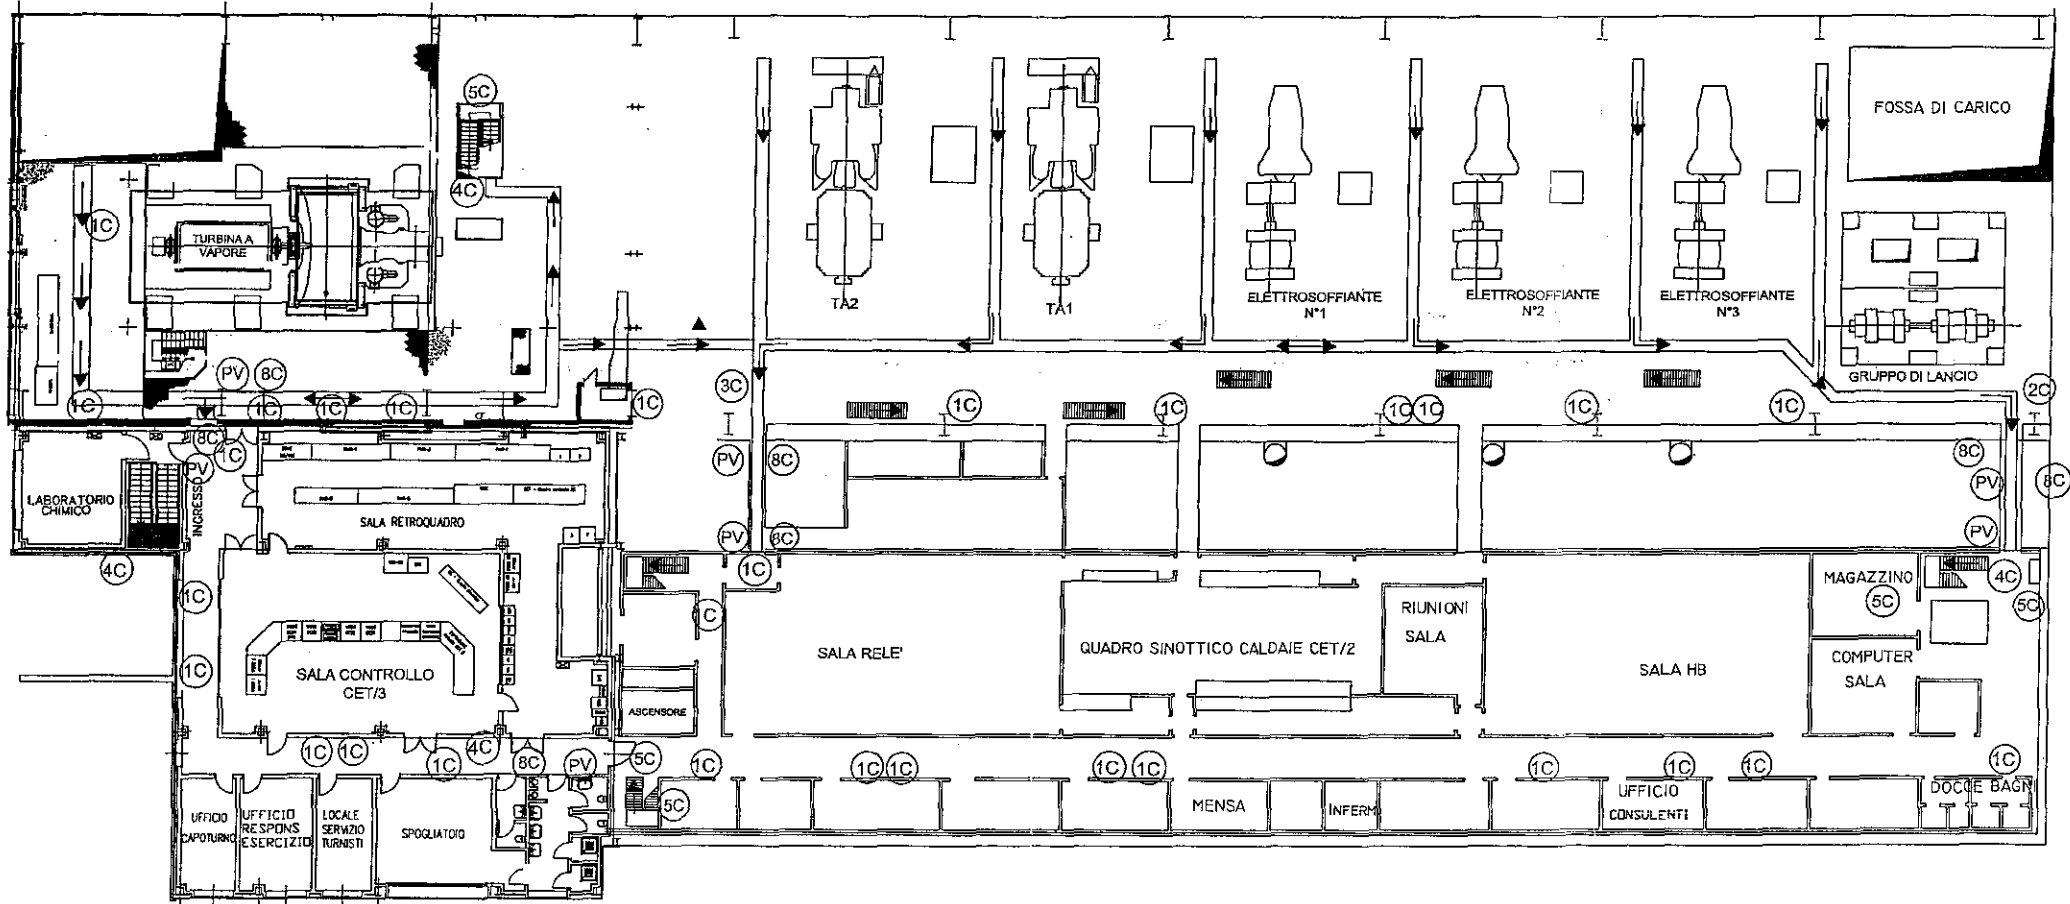 5C
FOSSA DI CARICO
4C
1C
TURBINA A
VAPORE
TA2
TA1
ELETTROSOFFIANTE
N°1
ELETTROSOFFIANTE
N°2
ELETTROSOFFIANTE
N°3
GRUPPO DI LANCIO
PV
8C
3C
2C
1C
1C
1C
1C
1C
1C
1C
1C
1C
1C
1C
8C
1C
PV
PV
8C
8C
PV
8C
LABORATORIO
CHIMICO
INGRESSO
SALA RETROQUADRO
PV
PV
4C
1C
1C
C
MAGAZZINO
5C
4C
5C
RIUNIONI
SALA
SALA RELE'
QUADRO SINOTTICO CALDAIE CET/2
SALA HB
COMPUTER
SALA
1C
SALA CONTROLLO
CET/3
ASCENSORE
1C
1C
1C
4C
8C
PV
5C
1C
1C
1C
1C
1C
1C
1C
1C
1C
5C
UFFICIO
CAPOTURNO
UFFICIO
RESPONS
ESERCIZIO
LOCALE
SERVIZIO
TURNISTI
SPOGLIATOIO
MENSA
INFERM
UFFICIO
CONSULENTI
DOCCE BAGN